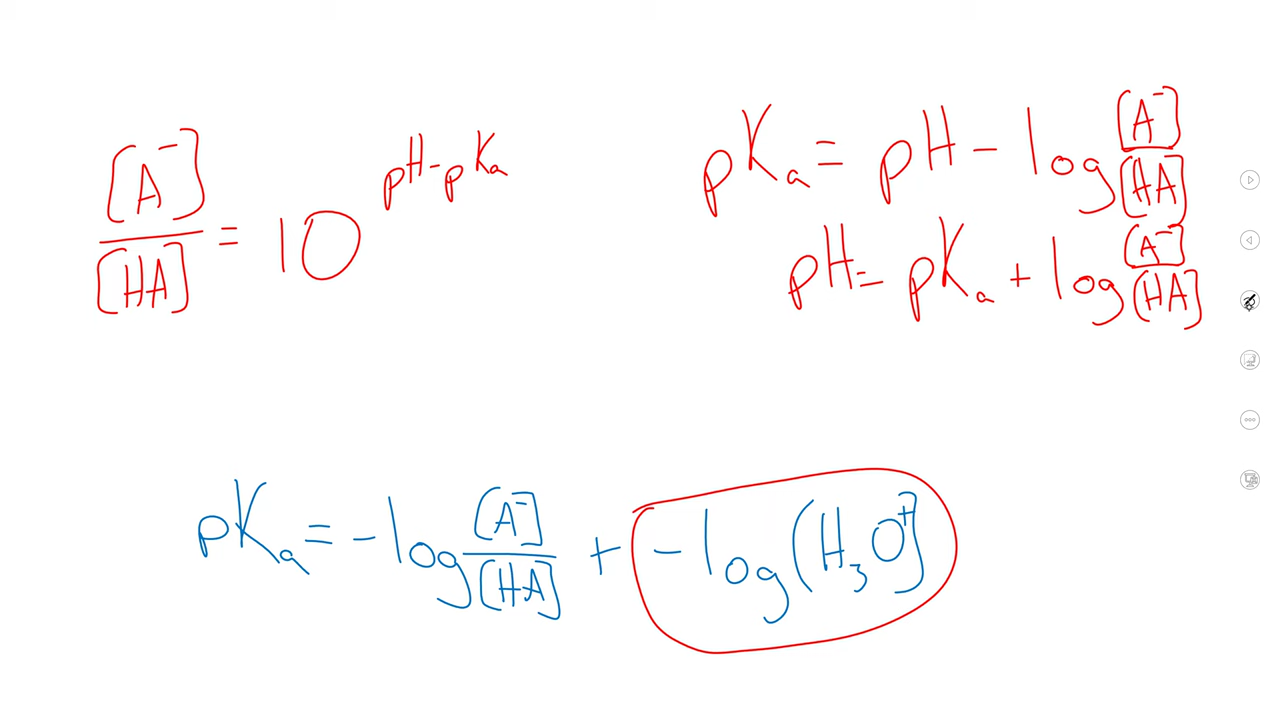 [A⁻]/[HA] = 10^(pH-pKₐ)
pKₐ = pH - log [A⁻]/[HA]
pH = pKₐ + log [A⁻]/[HA]
pKₐ = - log [A⁻]/[HA] + - log (H₃O⁺]